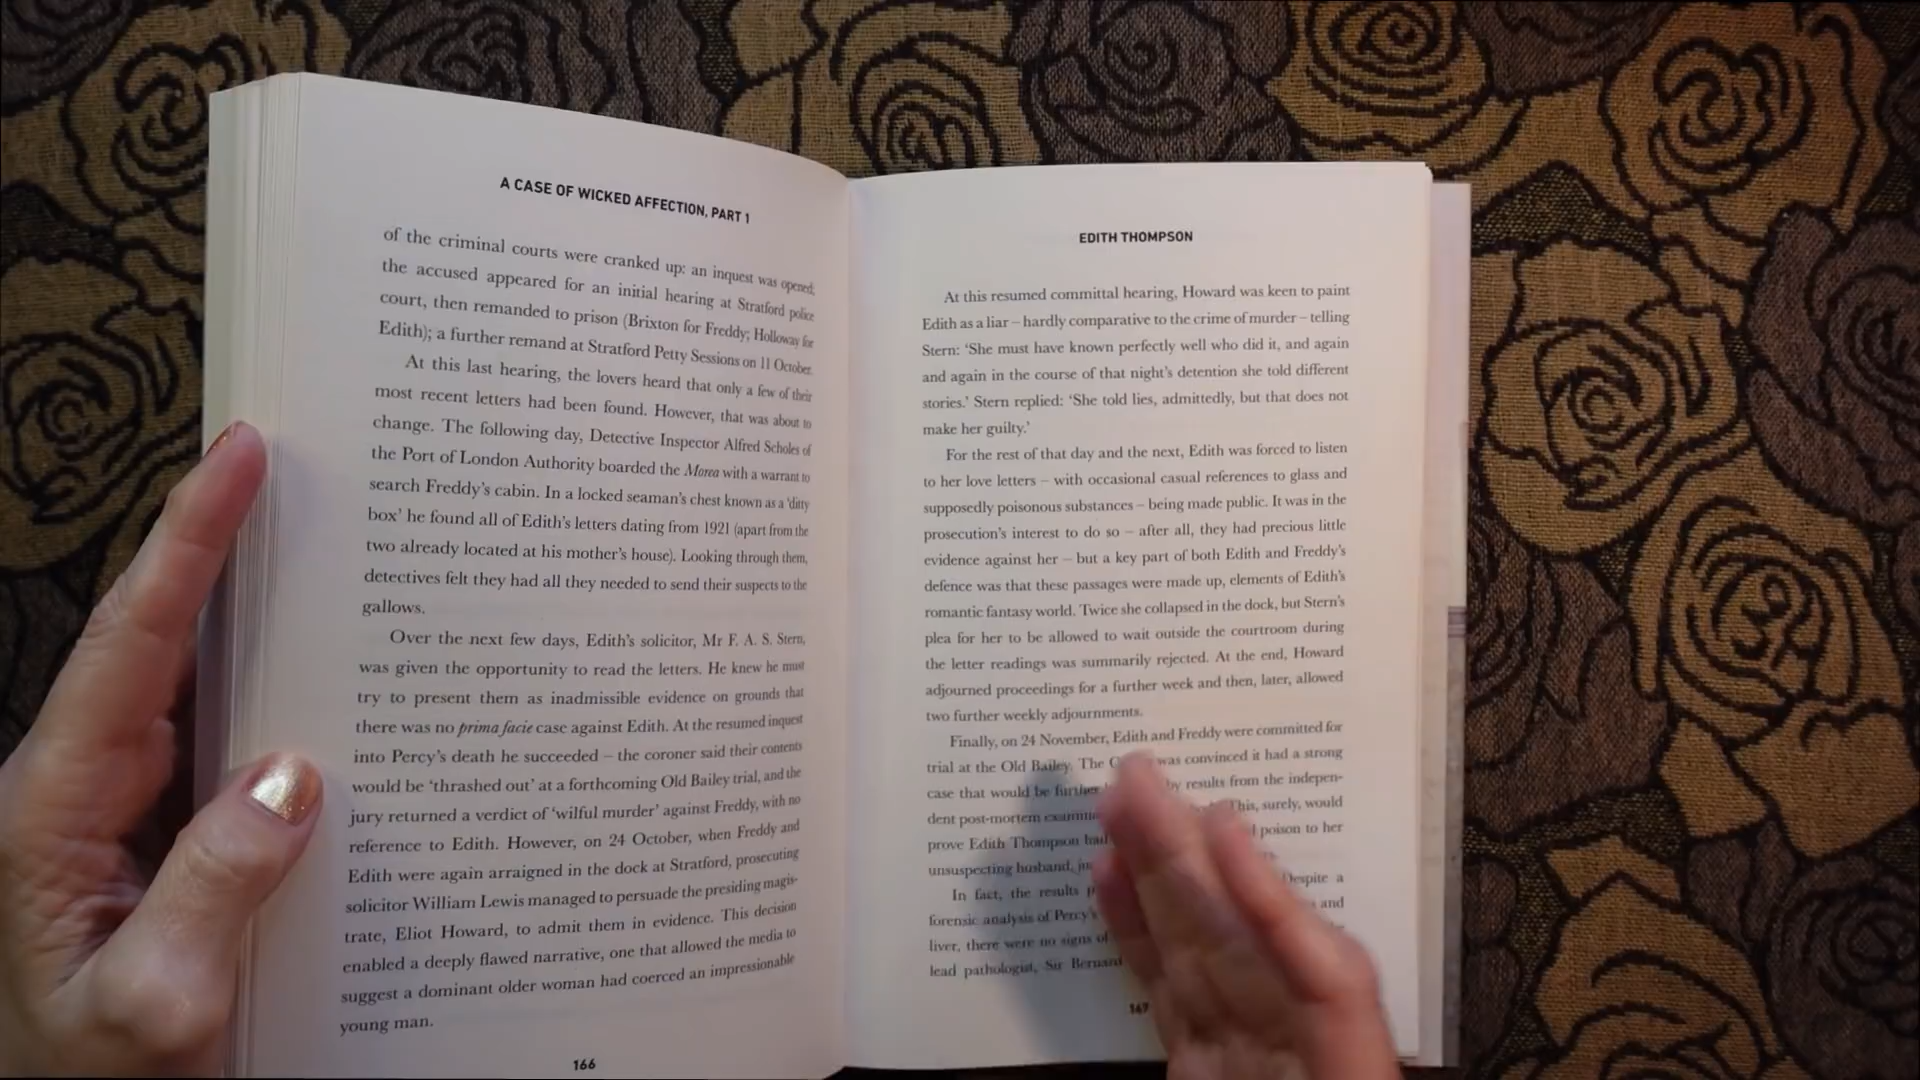 A CASE OF WICKED AFFECTION, PART 1
of the criminal courts were cranked up: an inquest was opened;
the accused appeared for an initial hearing at Stratford police
court, then remanded to prison (Brixton for Freddy; Holloway for
Edith); a further remand at Stratford Petty Sessions on 11 October.
At this last hearing, the lovers heard that only a few of their
most recent letters had been found. However, that was about to
change. The following day, Detective Inspector Alfred Scholes of
the Port of London Authority boarded the Morea with a warrant to
search Freddy's cabin. In a locked seaman's chest known as a 'ditty
box' he found all of Edith's letters dating from 1921 (apart from the
two already located at his mother's house). Looking through them,
detectives felt they had all they needed to send their suspects to the
gallows.
Over the next few days, Edith's solicitor, Mr F. A. S. Stern,
was given the opportunity to read the letters. He knew he must
try to present them as inadmissible evidence on grounds that
there was no prima facie case against Edith. At the resumed inquest
into Percy's death he succeeded – the coroner said their contents
would be 'thrashed out' at a forthcoming Old Bailey trial, and the
jury returned a verdict of 'wilful murder' against Freddy, with no
reference to Edith. However, on 24 October, when Freddy and
Edith were again arraigned in the dock at Stratford, prosecuting
solicitor William Lewis managed to persuade the presiding magis-
trate, Eliot Howard, to admit them in evidence. This decision
enabled a deeply flawed narrative, one that allowed the media to
suggest a dominant older woman had coerced an impressionable
young man.
166
EDITH THOMPSON
At this resumed committal hearing, Howard was keen to paint
Edith as a liar – hardly comparative to the crime of murder – telling
Stern: 'She must have known perfectly well who did it, and again
and again in the course of that night's detention she told different
stories.' Stern replied: 'She told lies, admittedly, but that does not
make her guilty.'
For the rest of that day and the next, Edith was forced to listen
to her love letters – with occasional casual references to glass and
supposedly poisonous substances – being made public. It was in the
prosecution's interest to do so – after all, they had precious little
evidence against her – but a key part of both Edith and Freddy's
defence was that these passages were made up, elements of Edith's
romantic fantasy world. Twice she collapsed in the dock, but Stern's
plea for her to be allowed to wait outside the courtroom during
the letter readings was summarily rejected. At the end, Howard
adjourned proceedings for a further week and then, later, allowed
two further weekly adjournments.
Finally, on 24 November, Edith and Freddy were committed for
trial at the Old Bailey. The was convinced it had a strong
case that would be further by results from the indepen-
dent post-mortem This, surely, would
prove Edith Thompson had poison to her
unsuspecting husband,
In fact, the results Despite a
forensic analysis of Percy's and
liver, there were no signs of
lead pathologist, Sir Bernard
167